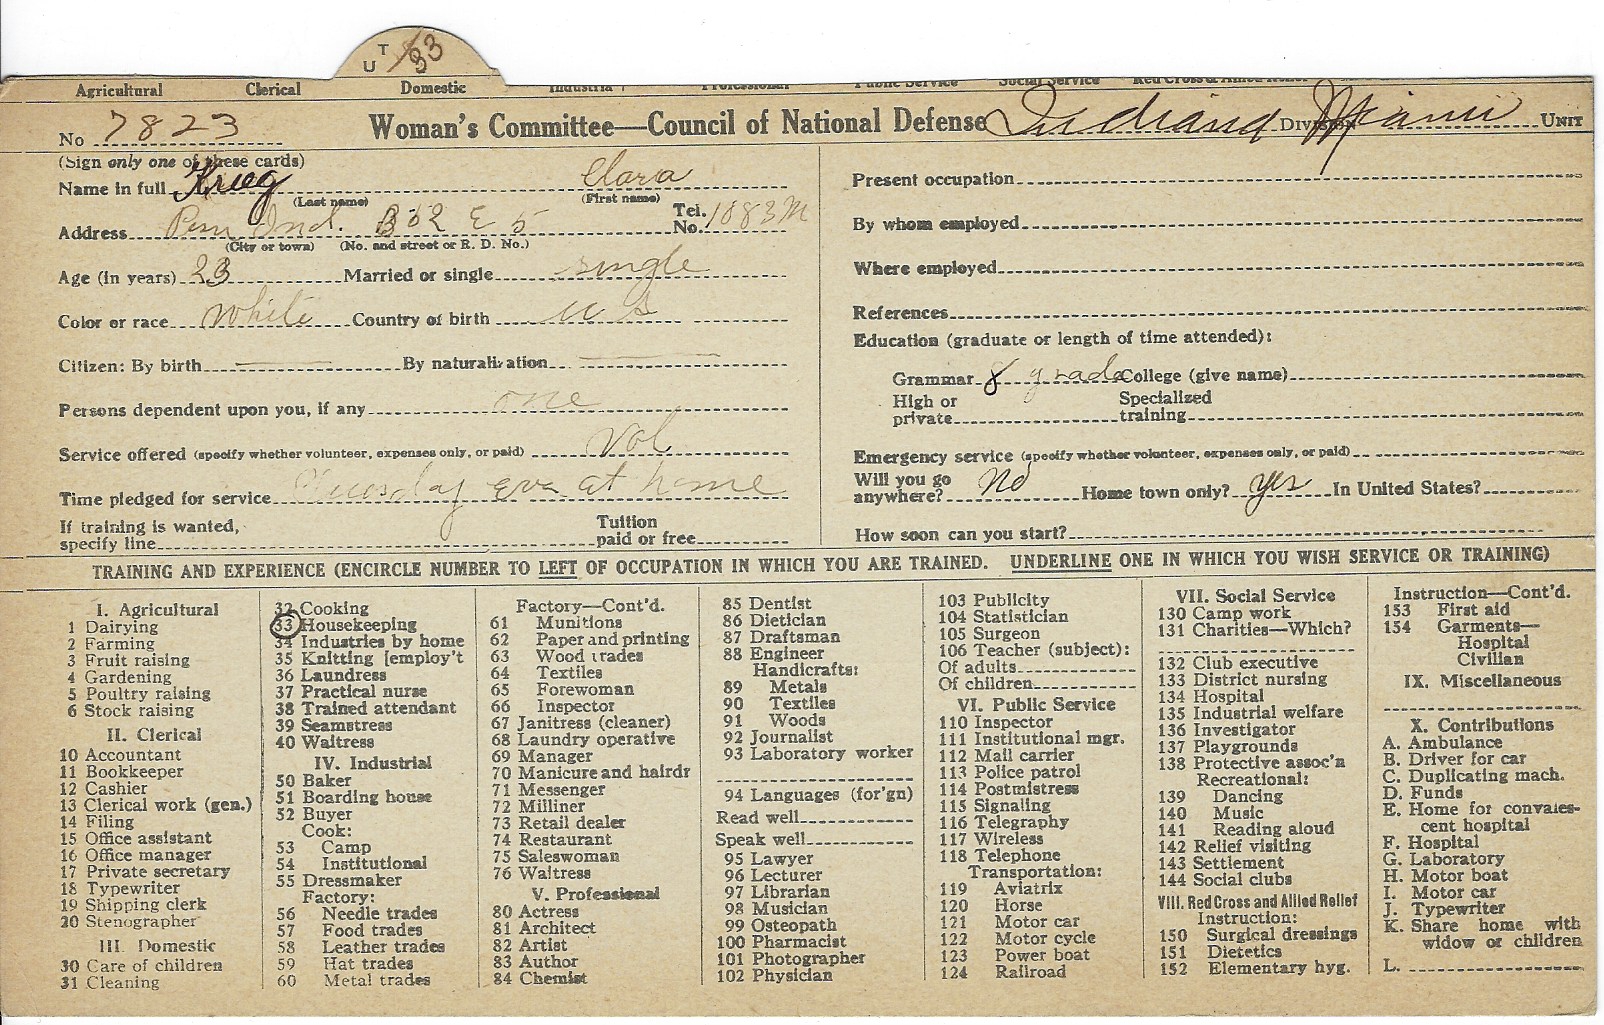 T
U 33
Agricultural Clerical Domestic Industrial Professional Public Service Social Service Red Cross & Allied Relief
No 7823 Woman's Committee—Council of National Defense Indiana Division Miami Unit
(Sign only one of these cards)
Name in full Krieg Clara
(Last name) (First name)
Address Peru Ind. 352 E 5 Tel. No. 1083M
(City or town) (No. and street or R. D. No.)
Age (in years) 23 Married or single single
Color or race white Country of birth U S
Citizen: By birth By naturalization
Persons dependent upon you, if any one
Service offered (specify whether volunteer, expenses only, or paid) Vol
Time pledged for service eve at home
If training is wanted, specify line Tuition paid or free
Present occupation
By whom employed
Where employed
References
Education (graduate or length of time attended):
Grammar 8 grade College (give name)
High or private Specialized training
Emergency service (specify whether volunteer, expenses only, or paid)
Will you go anywhere? No Home town only? yes In United States?
How soon can you start?
TRAINING AND EXPERIENCE (ENCIRCLE NUMBER TO LEFT OF OCCUPATION IN WHICH YOU ARE TRAINED. UNDERLINE ONE IN WHICH YOU WISH SERVICE OR TRAINING)
I. Agricultural
1 Dairying
2 Farming
3 Fruit raising
4 Gardening
5 Poultry raising
6 Stock raising
II. Clerical
10 Accountant
11 Bookkeeper
12 Cashier
13 Clerical work (gen.)
14 Filing
15 Office assistant
16 Office manager
17 Private secretary
18 Typewriter
19 Shipping clerk
20 Stenographer
III. Domestic
30 Care of children
31 Cleaning
32 Cooking
33 Housekeeping
34 Industries by home
35 Knitting [employ't
36 Laundress
37 Practical nurse
38 Trained attendant
39 Seamstress
40 Waitress
IV. Industrial
50 Baker
51 Boarding house
52 Buyer
Cook:
53 Camp
54 Institutional
55 Dressmaker
Factory:
56 Needle trades
57 Food trades
58 Leather trades
59 Hat trades
60 Metal trades
Factory—Cont'd.
61 Munitions
62 Paper and printing
63 Wood trades
64 Textiles
65 Forewoman
66 Inspector
67 Janitress (cleaner)
68 Laundry operative
69 Manager
70 Manicure and hairdr
71 Messenger
72 Milliner
73 Retail dealer
74 Restaurant
75 Saleswoman
76 Waitress
V. Professional
80 Actress
81 Architect
82 Artist
83 Author
84 Chemist
85 Dentist
86 Dietician
87 Draftsman
88 Engineer
Handicrafts:
89 Metals
90 Textiles
91 Woods
92 Journalist
93 Laboratory worker
94 Languages (for'gn)
Read well
Speak well
95 Lawyer
96 Lecturer
97 Librarian
98 Musician
99 Osteopath
100 Pharmacist
101 Photographer
102 Physician
103 Publicity
104 Statistician
105 Surgeon
106 Teacher (subject):
Of adults
Of children
VI. Public Service
110 Inspector
111 Institutional mgr.
112 Mail carrier
113 Police patrol
114 Postmistress
115 Signaling
116 Telegraphy
117 Wireless
118 Telephone
Transportation:
119 Aviatrix
120 Horse
121 Motor car
122 Motor cycle
123 Power boat
124 Railroad
VII. Social Service
130 Camp work
131 Charities—Which?
132 Club executive
133 District nursing
134 Hospital
135 Industrial welfare
136 Investigator
137 Playgrounds
138 Protective assoc'n
Recreational:
139 Dancing
140 Music
141 Reading aloud
142 Relief visiting
143 Settlement
144 Social clubs
VIII. Red Cross and Allied Relief
Instruction:
150 Surgical dressings
151 Dietetics
152 Elementary hyg.
Instruction—Cont'd.
153 First aid
154 Garments—
Hospital
Civilian
IX. Miscellaneous
X. Contributions
A. Ambulance
B. Driver for car
C. Duplicating mach.
D. Funds
E. Home for convales-
cent hospital
F. Hospital
G. Laboratory
H. Motor boat
I. Motor car
J. Typewriter
K. Share home with
widow or children
L.